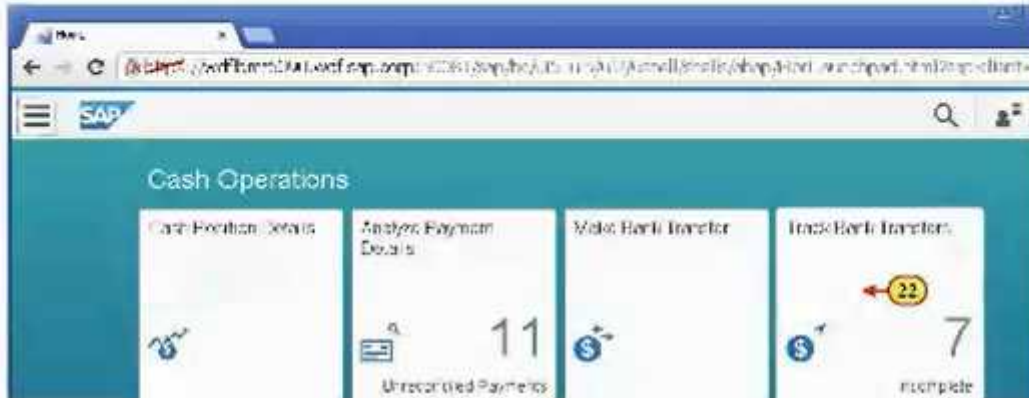 SAP
Cash Operations
Cash Position Details
Analyze Payment
Details
Make Bank Transfer
Track Bank Transfers
22
11
7
Unreconciled Payments
Incomplete